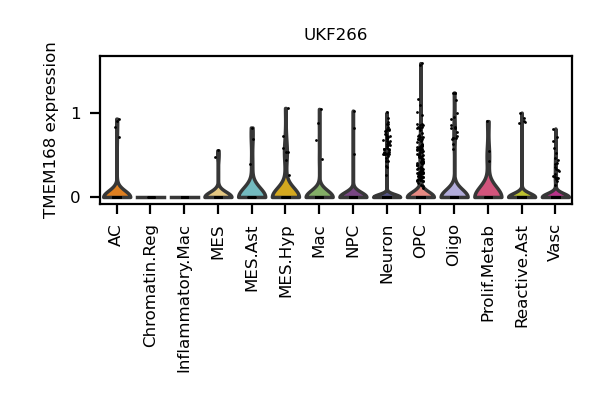 UKF266
TMEM168 expression
1
0
AC
Chromatin.Reg
Inflammatory.Mac
MES
MES.Ast
MES.Hyp
Mac
NPC
Neuron
OPC
Oligo
Prolif.Metab
Reactive.Ast
Vasc